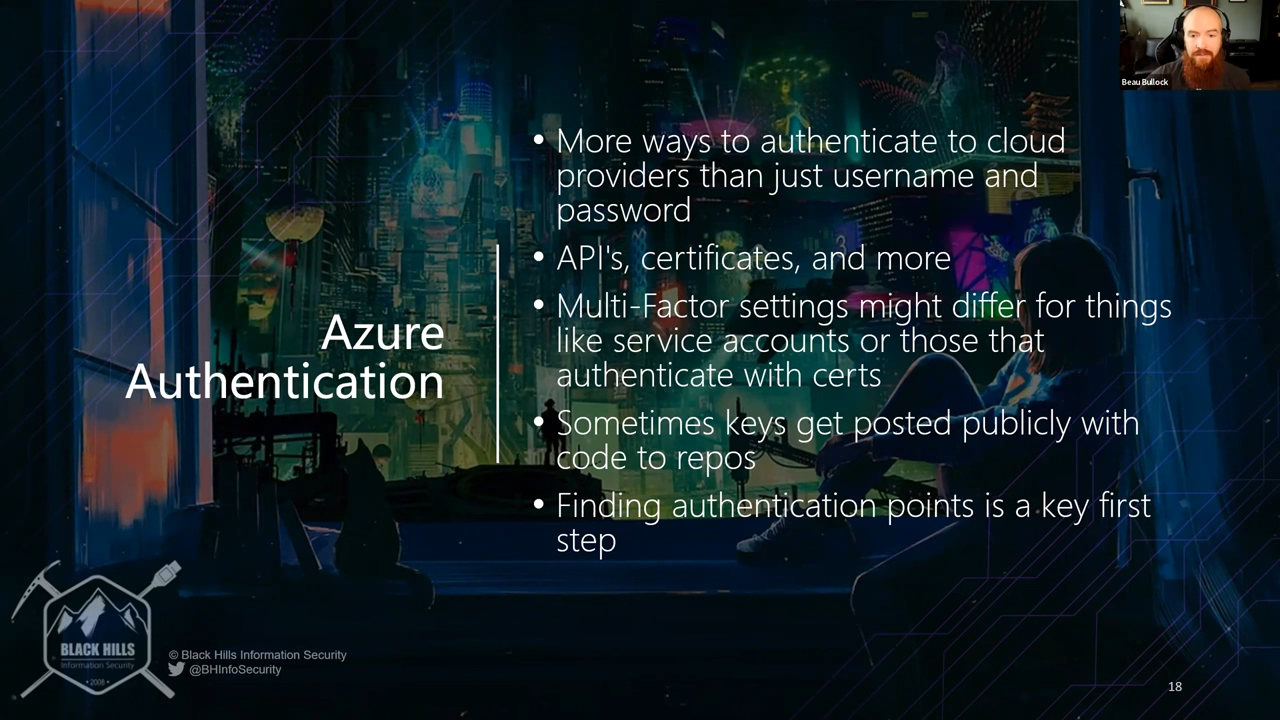 Beau Bullock
Azure
Authentication
• More ways to authenticate to cloud
providers than just username and
password
• API's, certificates, and more
• Multi-Factor settings might differ for things
like service accounts or those that
authenticate with certs
• Sometimes keys get posted publicly with
code to repos
• Finding authentication points is a key first
step
BLACK HILLS
Information Security
• 2008 •
© Black Hills Information Security
@BHInfoSecurity
18